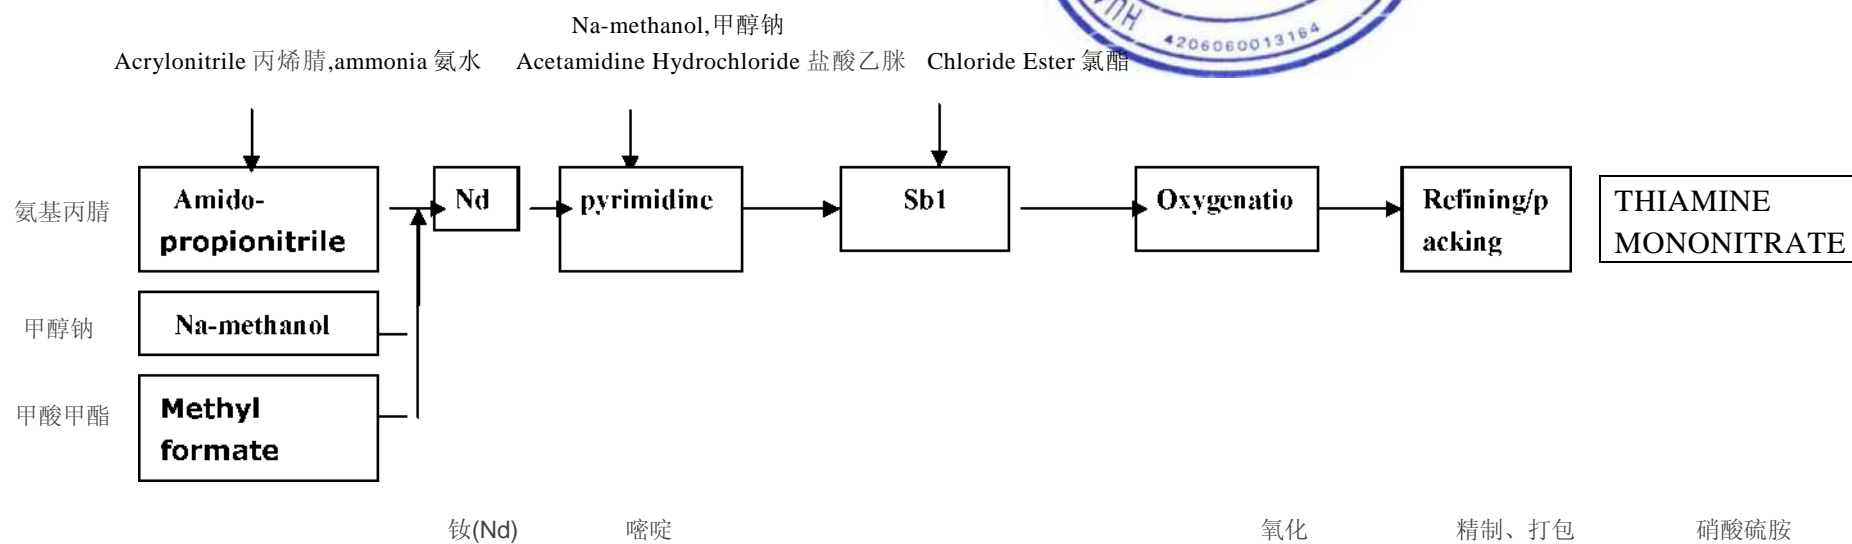 Na-methanol,甲醇钠
Acrylonitrile 丙烯腈,ammonia 氨水 Acetamidine Hydrochloride 盐酸乙脒 Chloride Ester 氯酯
4206060013164
HUA
氨基丙腈
Amido-
propionitrile
Nd
pyrimidine
Sb1
Oxygenatio
Refining/p
acking
THIAMINE
MONONITRATE
甲醇钠
Na-methanol
甲酸甲酯
Methyl
formate
钕(Nd) 嘧啶 氧化 精制、打包 硝酸硫胺